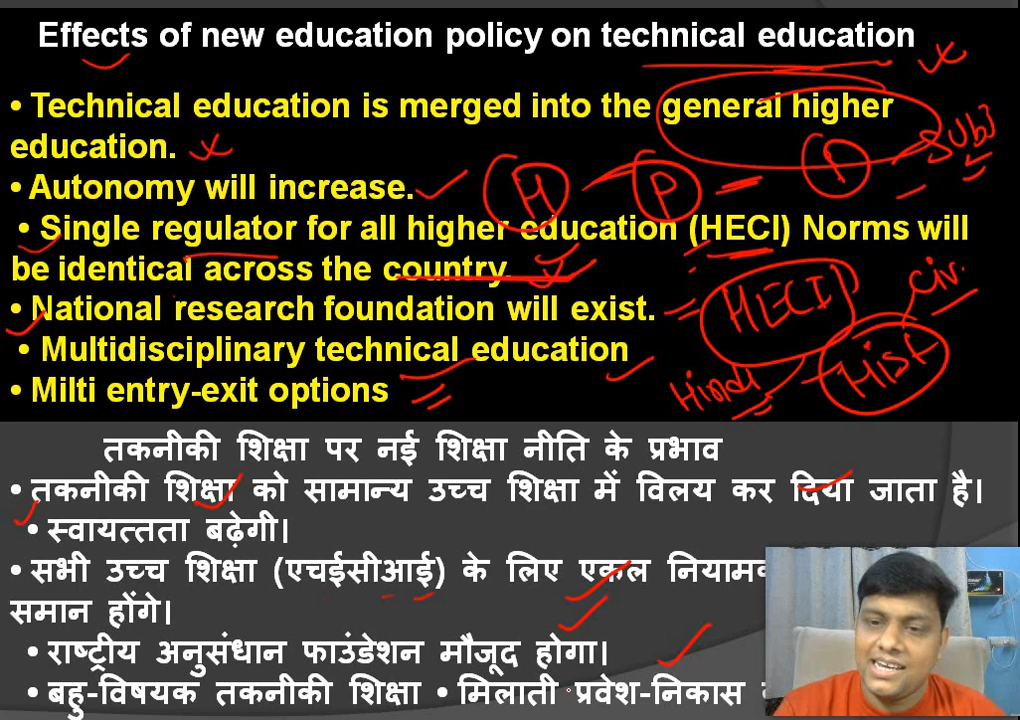 Effects of new education policy on technical education
• Technical education is merged into the general higher
education.
• Autonomy will increase.
• Single regulator for all higher education (HECI) Norms will
be identical across the country.
• National research foundation will exist.
• Multidisciplinary technical education
• Milti entry-exit options
Subj
H P P
HECI
Civ.
Hist
Hindi
तकनीकी शिक्षा पर नई शिक्षा नीति के प्रभाव
• तकनीकी शिक्षा को सामान्य उच्च शिक्षा में विलय कर दिया जाता है।
• स्वायत्तता बढ़ेगी।
• सभी उच्च शिक्षा (एचईसीआई) के लिए एकल नियामक
समान होंगे।
• राष्ट्रीय अनुसंधान फाउंडेशन मौजूद होगा।
• बहु-विषयक तकनीकी शिक्षा • मिलाती प्रवेश-निकास